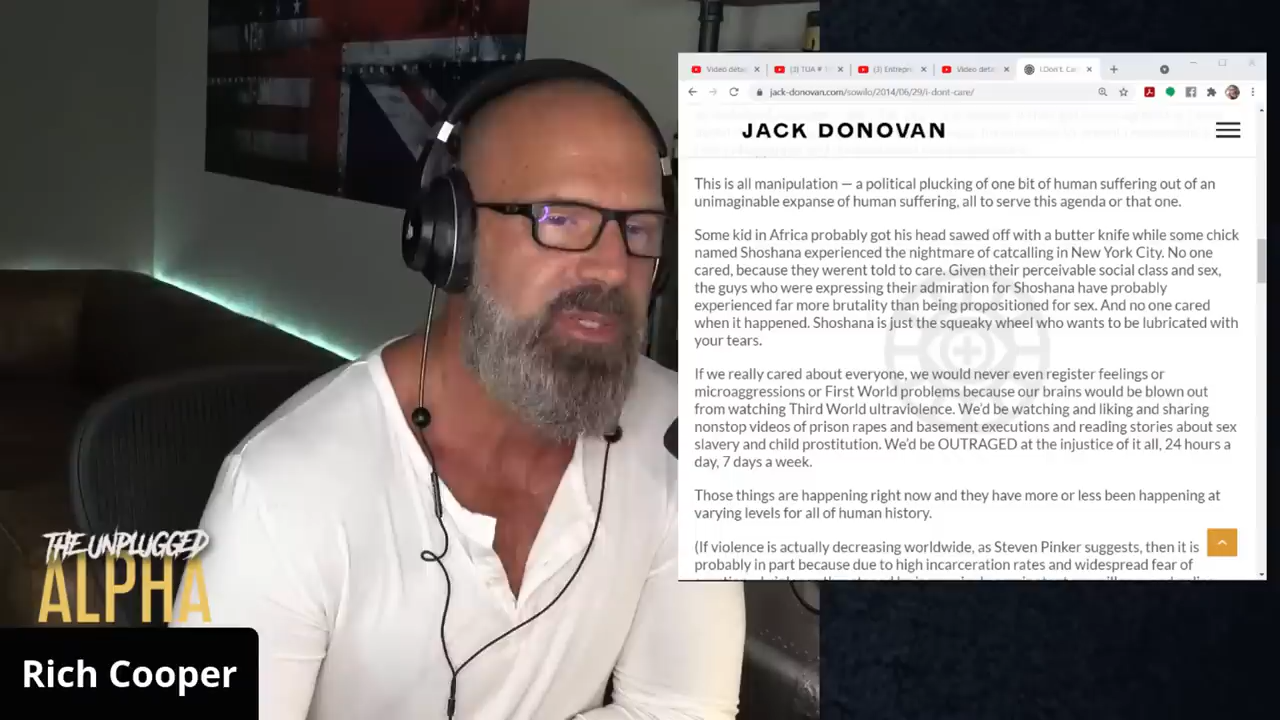 Video detai
(3) TUA #
(3) Entrepre
Video detai
I Don't. Car
jack-donovan.com/sowilo/2014/06/29/i-dont-care/
JACK DONOVAN
This is all manipulation — a political plucking of one bit of human suffering out of an
unimaginable expanse of human suffering, all to serve this agenda or that one.
Some kid in Africa probably got his head sawed off with a butter knife while some chick
named Shoshana experienced the nightmare of catcalling in New York City. No one
cared, because they werent told to care. Given their perceivable social class and sex,
the guys who were expressing their admiration for Shoshana have probably
experienced far more brutality than being propositioned for sex. And no one cared
when it happened. Shoshana is just the squeaky wheel who wants to be lubricated with
your tears.
If we really cared about everyone, we would never even register feelings or
microaggressions or First World problems because our brains would be blown out
from watching Third World ultraviolence. We'd be watching and liking and sharing
nonstop videos of prison rapes and basement executions and reading stories about sex
slavery and child prostitution. We'd be OUTRAGED at the injustice of it all, 24 hours a
day, 7 days a week.
Those things are happening right now and they have more or less been happening at
varying levels for all of human history.
(If violence is actually decreasing worldwide, as Steven Pinker suggests, then it is
probably in part because due to high incarceration rates and widespread fear of
THE UNPLUGGED
ALPHA
Rich Cooper